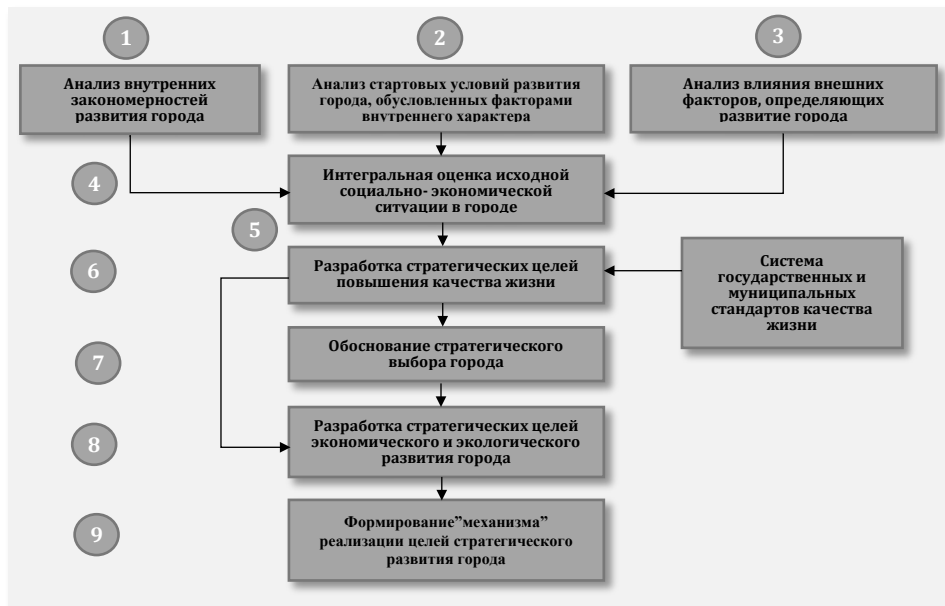 1
2
3
Анализ внутренних
закономерностей
развития города
Анализ стартовых условий развития
города, обусловленных факторами
внутреннего характера
Анализ влияния внешних
факторов, определяющих
развитие города
4
Интегральная оценка исходной
социально- экономической
ситуации в городе
5
6
Разработка стратегических целей
повышения качества жизни
Система
государственных и
муниципальных
стандартов качества
жизни
7
Обоснование стратегического
выбора города
8
Разработка стратегических целей
экономического и экологического
развития города
9
Формирование”механизма”
реализации целей стратегического
развития города